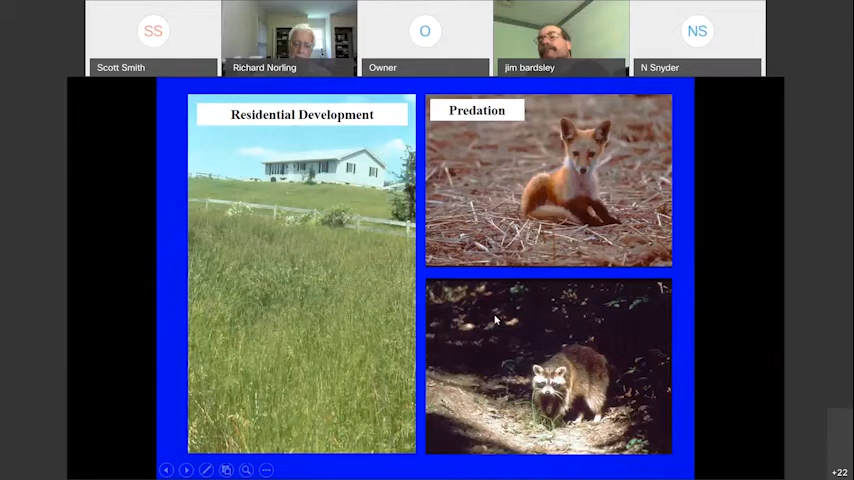 SS
O
NS
Scott Smith
Richard Norling
Owner
jim bardsley
N Snyder
Residential Development
Predation
+22